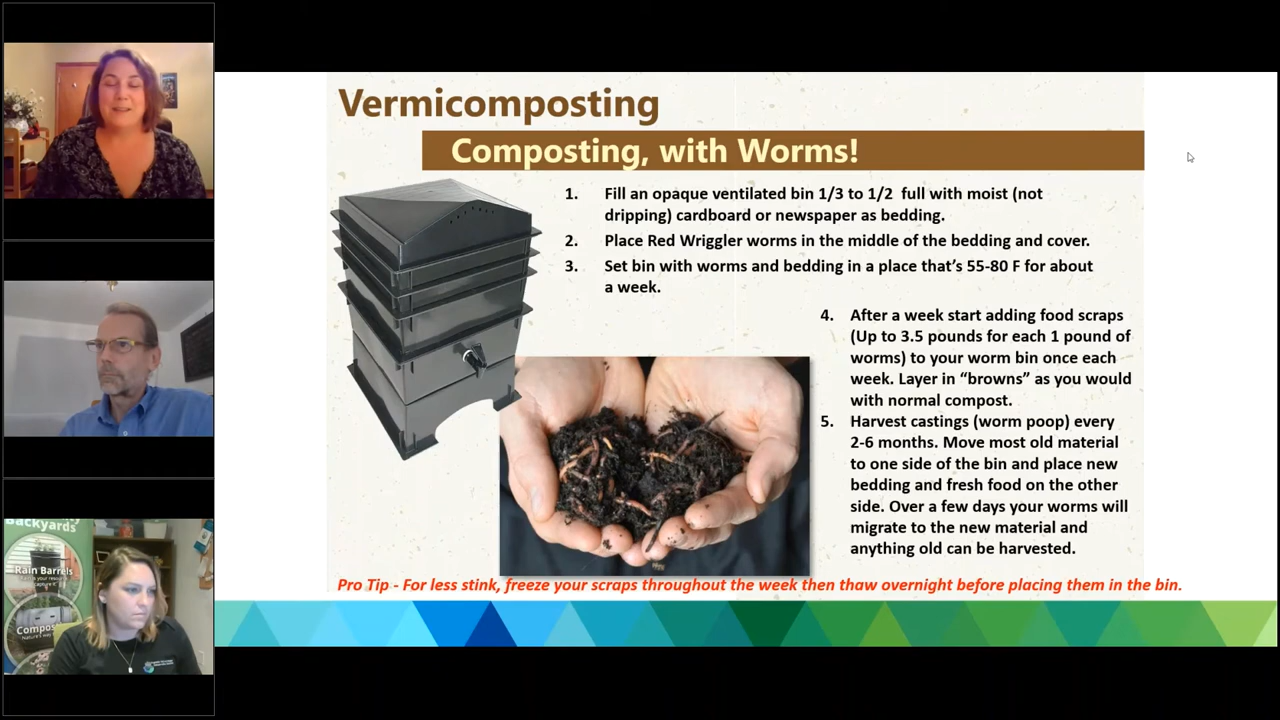 Vermicomposting
Composting, with Worms!
1. Fill an opaque ventilated bin 1/3 to 1/2 full with moist (not
dripping) cardboard or newspaper as bedding.
2. Place Red Wriggler worms in the middle of the bedding and cover.
3. Set bin with worms and bedding in a place that's 55-80 F for about
a week.
4. After a week start adding food scraps
(Up to 3.5 pounds for each 1 pound of
worms) to your worm bin once each
week. Layer in “browns” as you would
with normal compost.
5. Harvest castings (worm poop) every
2-6 months. Move most old material
to one side of the bin and place new
bedding and fresh food on the other
side. Over a few days your worms will
migrate to the new material and
anything old can be harvested.
Pro Tip - For less stink, freeze your scraps throughout the week then thaw overnight before placing them in the bin.
Backyards
Rain Barrels